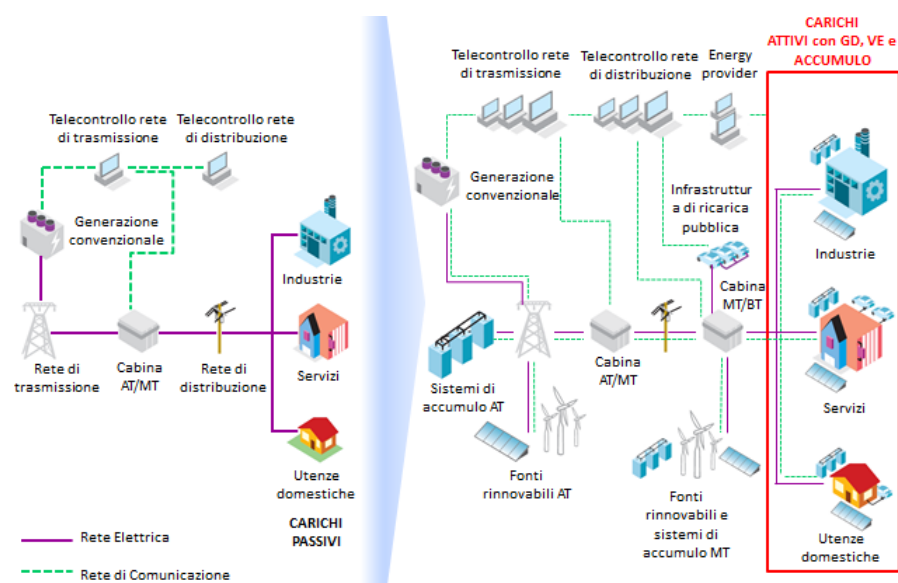 Telecontrollo rete
di trasmissione
Telecontrollo rete
di distribuzione
Generazione
convenzionale
Industrie
Rete di
trasmissione
Cabina
AT/MT
Rete di
distribuzione
Servizi
Utenze
domestiche
CARICHI
PASSIVI
Rete Elettrica
Rete di Comunicazione
CARICHI
ATTIVI con GD, VE e
ACCUMULO
Telecontrollo rete
di trasmissione
Telecontrollo rete
di distribuzione
Energy
provider
Generazione
convenzionale
Infrastruttur
a di ricarica
pubblica
Industrie
Cabina
MT/BT
Sistemi di
accumulo AT
Cabina
AT/MT
Servizi
Fonti
rinnovabili AT
Fonti
rinnovabili e
sistemi di
accumulo MT
Utenze
domestiche